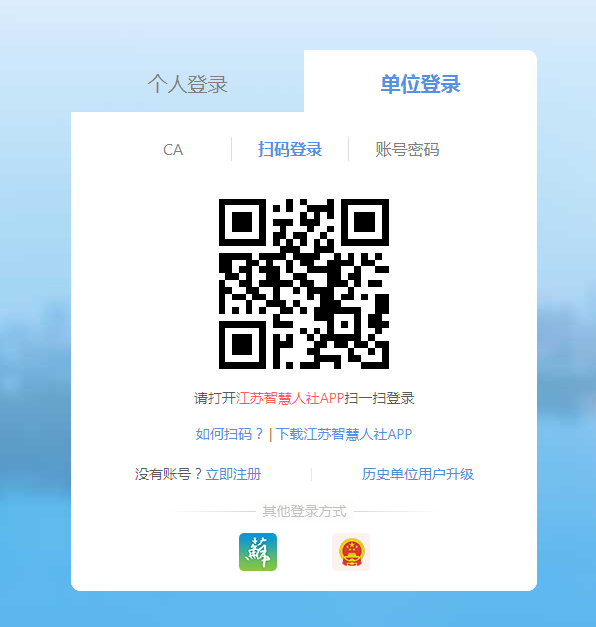 个人登录 单位登录
CA 扫码登录 账号密码
请打开江苏智慧人社APP扫一扫登录
如何扫码？| 下载江苏智慧人社APP
没有账号？立即注册 历史单位用户升级
其他登录方式
蘇